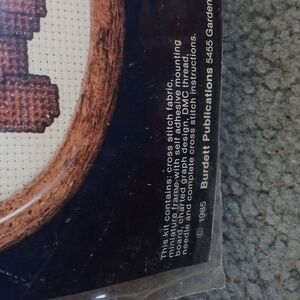 This kit contains: cross stitch fabric,
miniature frame with self adhesive mounting
board, charted graph design, DMC thread,
needle and complete cross stitch instructions.
© 1985 Burdett Publications 5455 Garden